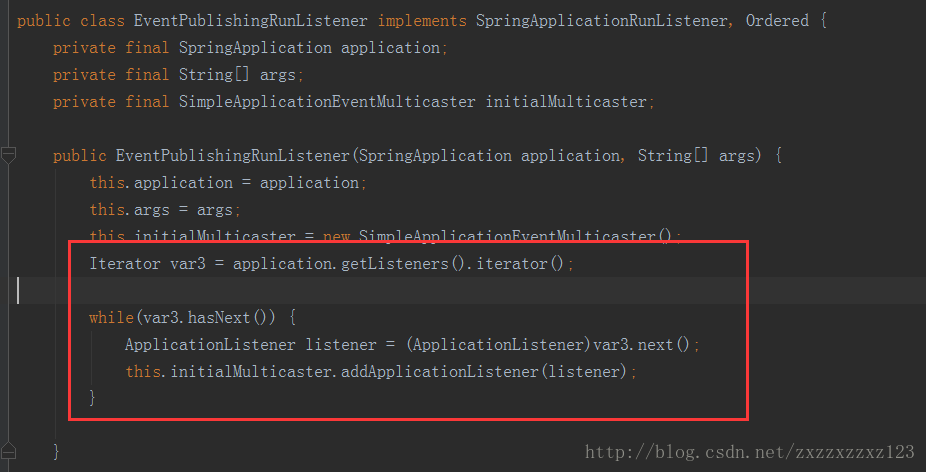 public class EventPublishingRunListener implements SpringApplicationRunListener, Ordered {
private final SpringApplication application;
private final String[] args;
private final SimpleApplicationEventMulticaster initialMulticaster;
public EventPublishingRunListener(SpringApplication application, String[] args) {
this.application = application;
this.args = args;
this.initialMulticaster = new SimpleApplicationEventMulticaster();
Iterator var3 = application.getListeners().iterator();
while(var3.hasNext()) {
ApplicationListener listener = (ApplicationListener)var3.next();
this.initialMulticaster.addApplicationListener(listener);
}
}
http://blog.csdn.net/zxzzxzzxz123